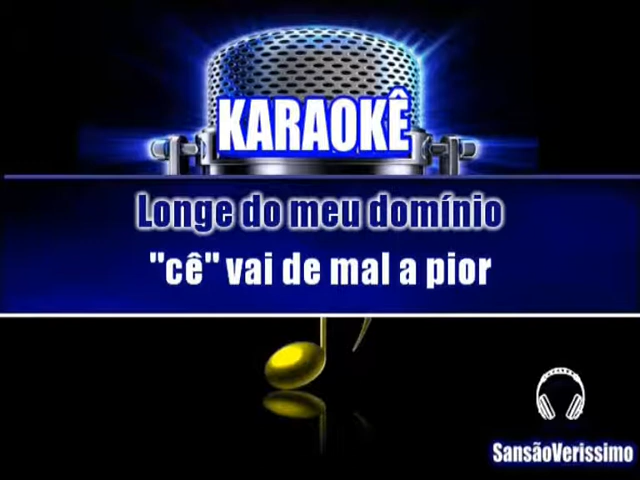 KARAOKÊ
Longe do meu domínio
"cê" vai de mal a pior
SansãoVerissimo